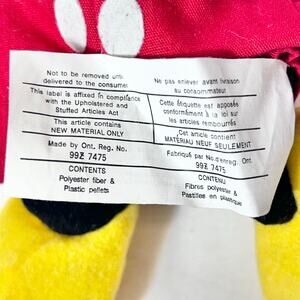 Not to be removed until
delivered to the consumer
This label is affixed in compliance
with the Upholstered and
Stuffed Articles Act
This article contains
NEW MATERIAL ONLY
Made by Ont. Reg. No.
99Z 7475
CONTENTS
Polyester fiber &
Plastic pellets
Ne pas enlever avant livraison
au consommateur
Cette étiquette est apposée
conformément à la loi sur
les articles rembourrés
Cet article contient
MATÉRIAU NEUF SEULEMENT
Fabriqué par No d'enreg. Ont.
99Z 7475
CONTENU
Fibres polyester &
Pastilles de plastique